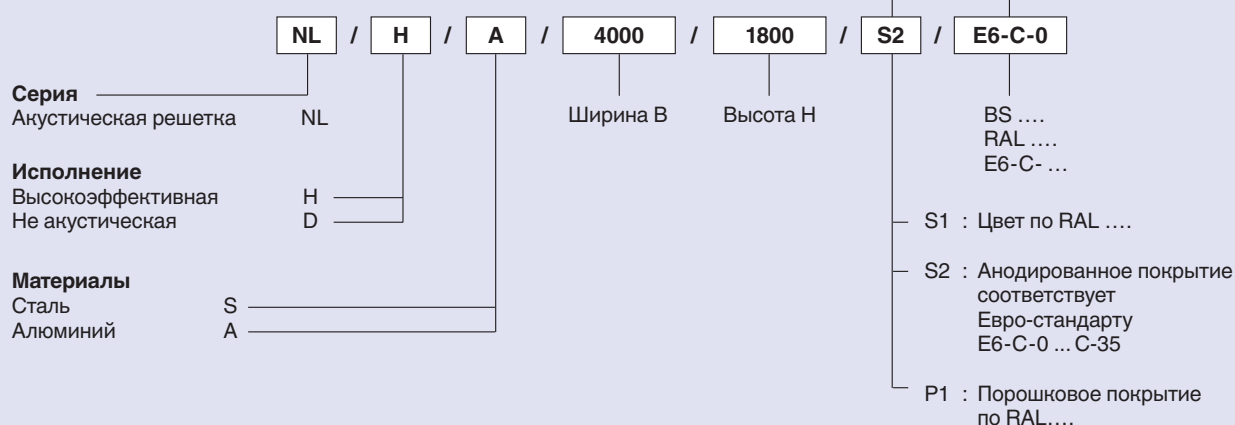 NL / H / A / 4000 / 1800 / S2 / E6-C-0
Серия
Акустическая решетка NL
Ширина B
Высота H
BS ....
RAL ....
E6-C- ...
Исполнение
Высокоэффективная H
Не акустическая D
Материалы
Сталь S
Алюминий A
S1 : Цвет по RAL ....
S2 : Анодированное покрытие
соответствует
Евро-стандарту
E6-C-0 ... C-35
P1 : Порошковое покрытие
по RAL....